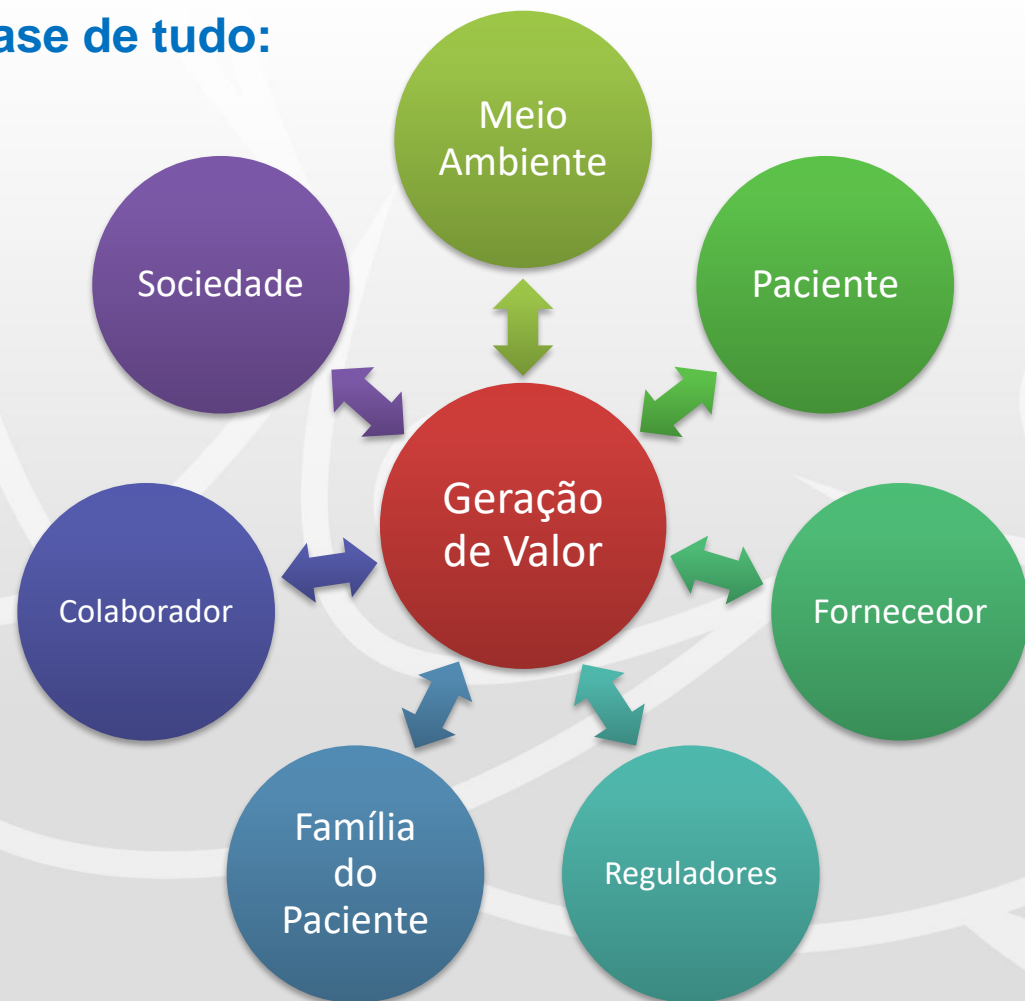 ase de tudo:
Meio
Ambiente
Sociedade
Paciente
Geração
de Valor
Colaborador
Fornecedor
Família
do
Paciente
Reguladores